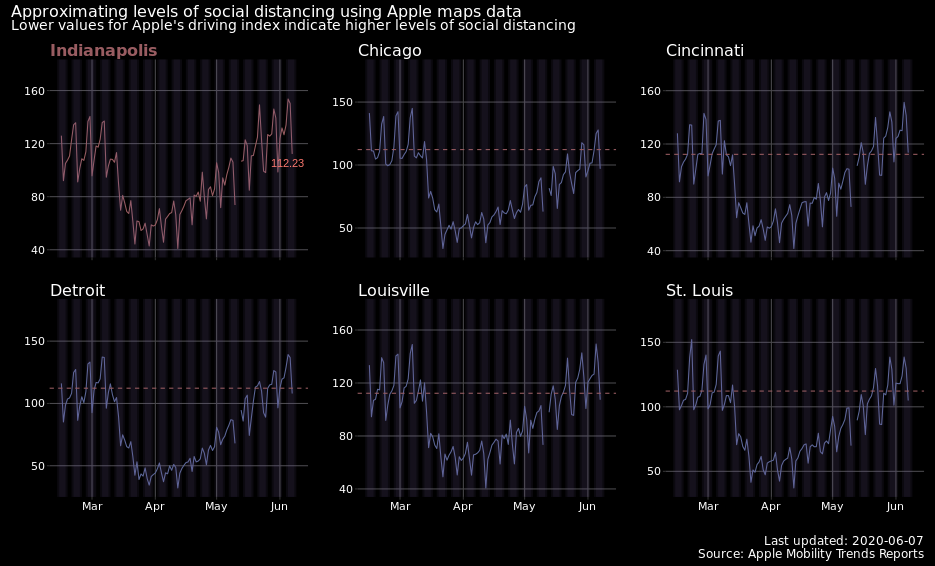 Approximating levels of social distancing using Apple maps data
Lower values for Apple's driving index indicate higher levels of social distancing
Indianapolis
160
120
80
40
112.23
Chicago
150
100
50
Cincinnati
160
120
80
40
Detroit
150
100
50
Mar Apr May Jun
Louisville
160
120
80
40
Mar Apr May Jun
St. Louis
150
100
50
Mar Apr May Jun
Last updated: 2020-06-07
Source: Apple Mobility Trends Reports